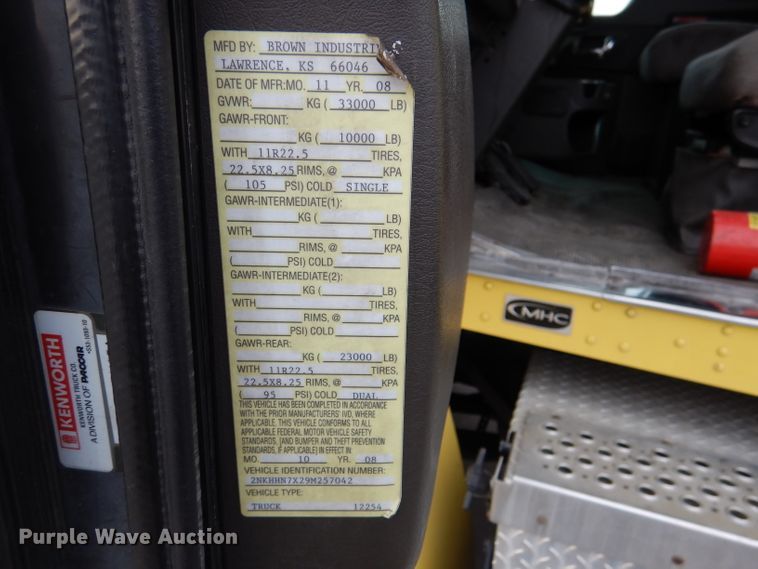 MFD BY: BROWN INDUSTRI
LAWRENCE, KS 66046
DATE OF MFR: MO. 11 YR. 08
GVWR: KG ( 33000 LB)
GAWR-FRONT:
KG ( 10000 LB)
WITH 11R22.5 TIRES,
22.5X8.25 RIMS, @ KPA
( 105 PSI) COLD SINGLE
GAWR-INTERMEDIATE(1):
KG ( LB)
WITH TIRES,
RIMS, @ KPA
( PSI) COLD
GAWR-INTERMEDIATE(2):
KG ( LB)
WITH TIRES,
RIMS, @ KPA
( PSI) COLD
GAWR-REAR:
KG ( 23000 LB)
WITH 11R22.5 TIRES,
22.5X8.25 RIMS, @ KPA
( 95 PSI) COLD DUAL
THIS VEHICLE HAS BEEN COMPLETED IN ACCORDANCE
WITH THE PRIOR MANUFACTURERS' IVD, WHERE
APPLICABLE. THIS VEHICLE CONFORMS TO ALL
APPLICABLE FEDERAL MOTOR VEHICLE SAFETY
STANDARDS, [AND BUMPER AND THEFT PREVENTION
STANDARDS, IF APPLICABLE] IN EFFECT IN
MO. 10 YR. 08
VEHICLE IDENTIFICATION NUMBER:
2NKHHN7X29M257042
VEHICLE TYPE:
TRUCK 12254
KENWORTH
KENWORTH TRUCK CO.
A DIVISION OF PACCAR
MHC
Purple Wave Auction